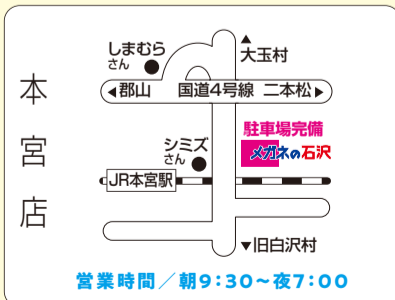 本宮店
しまむら
さん
▲
大玉村
◀郡山 国道4号線 二本松▶
駐車場完備
メガネの石沢
シミズ
さん
JR本宮駅
▼旧白沢村
営業時間／朝9:30〜夜7:00